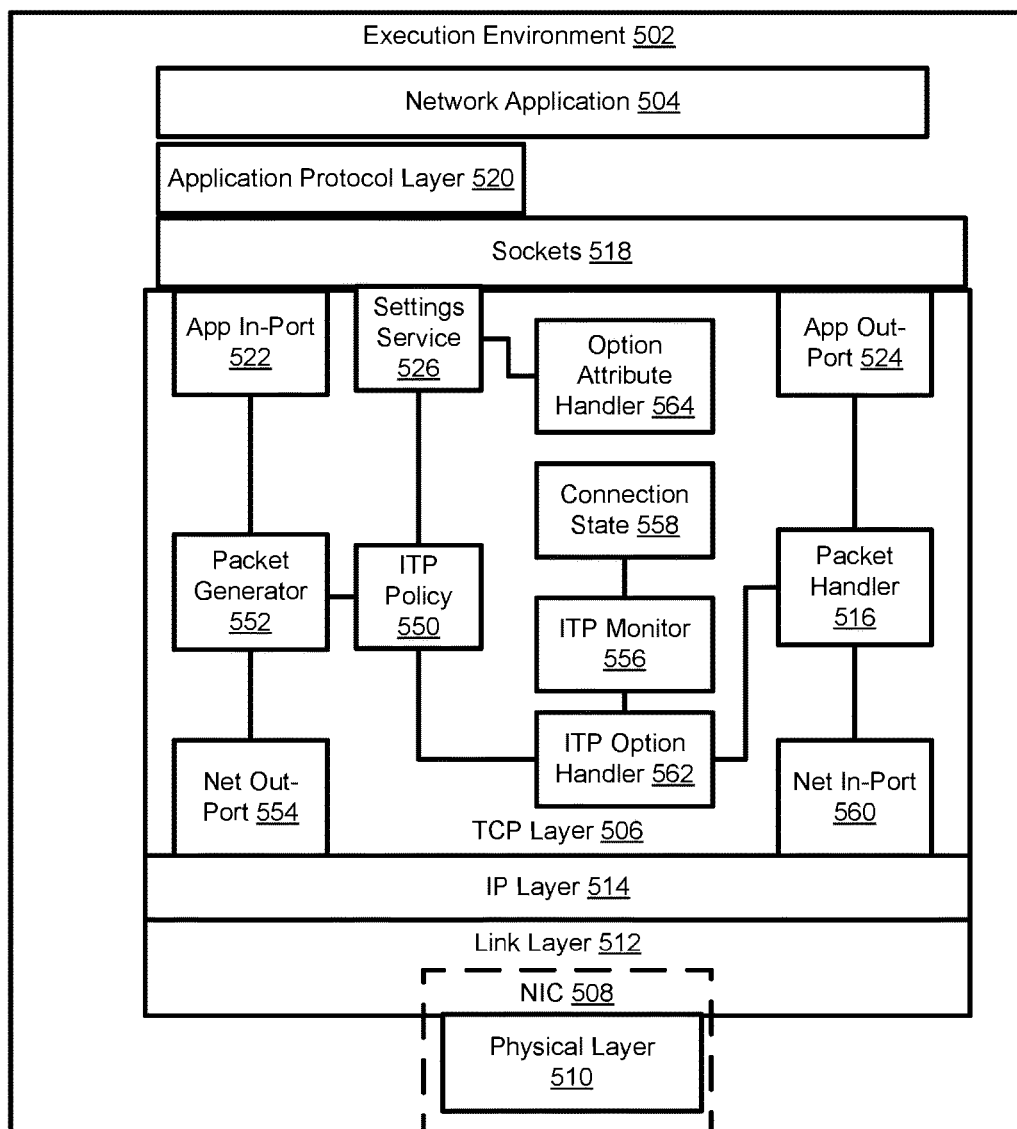 Execution Environment 502
Network Application 504
Application Protocol Layer 520
Sockets 518
App In-Port
522
Settings
Service
526
Option
Attribute
Handler 564
App Out-
Port 524
Connection
State 558
Packet
Generator
552
ITP
Policy
550
Packet
Handler
516
ITP Monitor
556
ITP Option
Handler 562
Net Out-
Port 554
Net In-Port
560
TCP Layer 506
IP Layer 514
Link Layer 512
NIC 508
Physical Layer
510